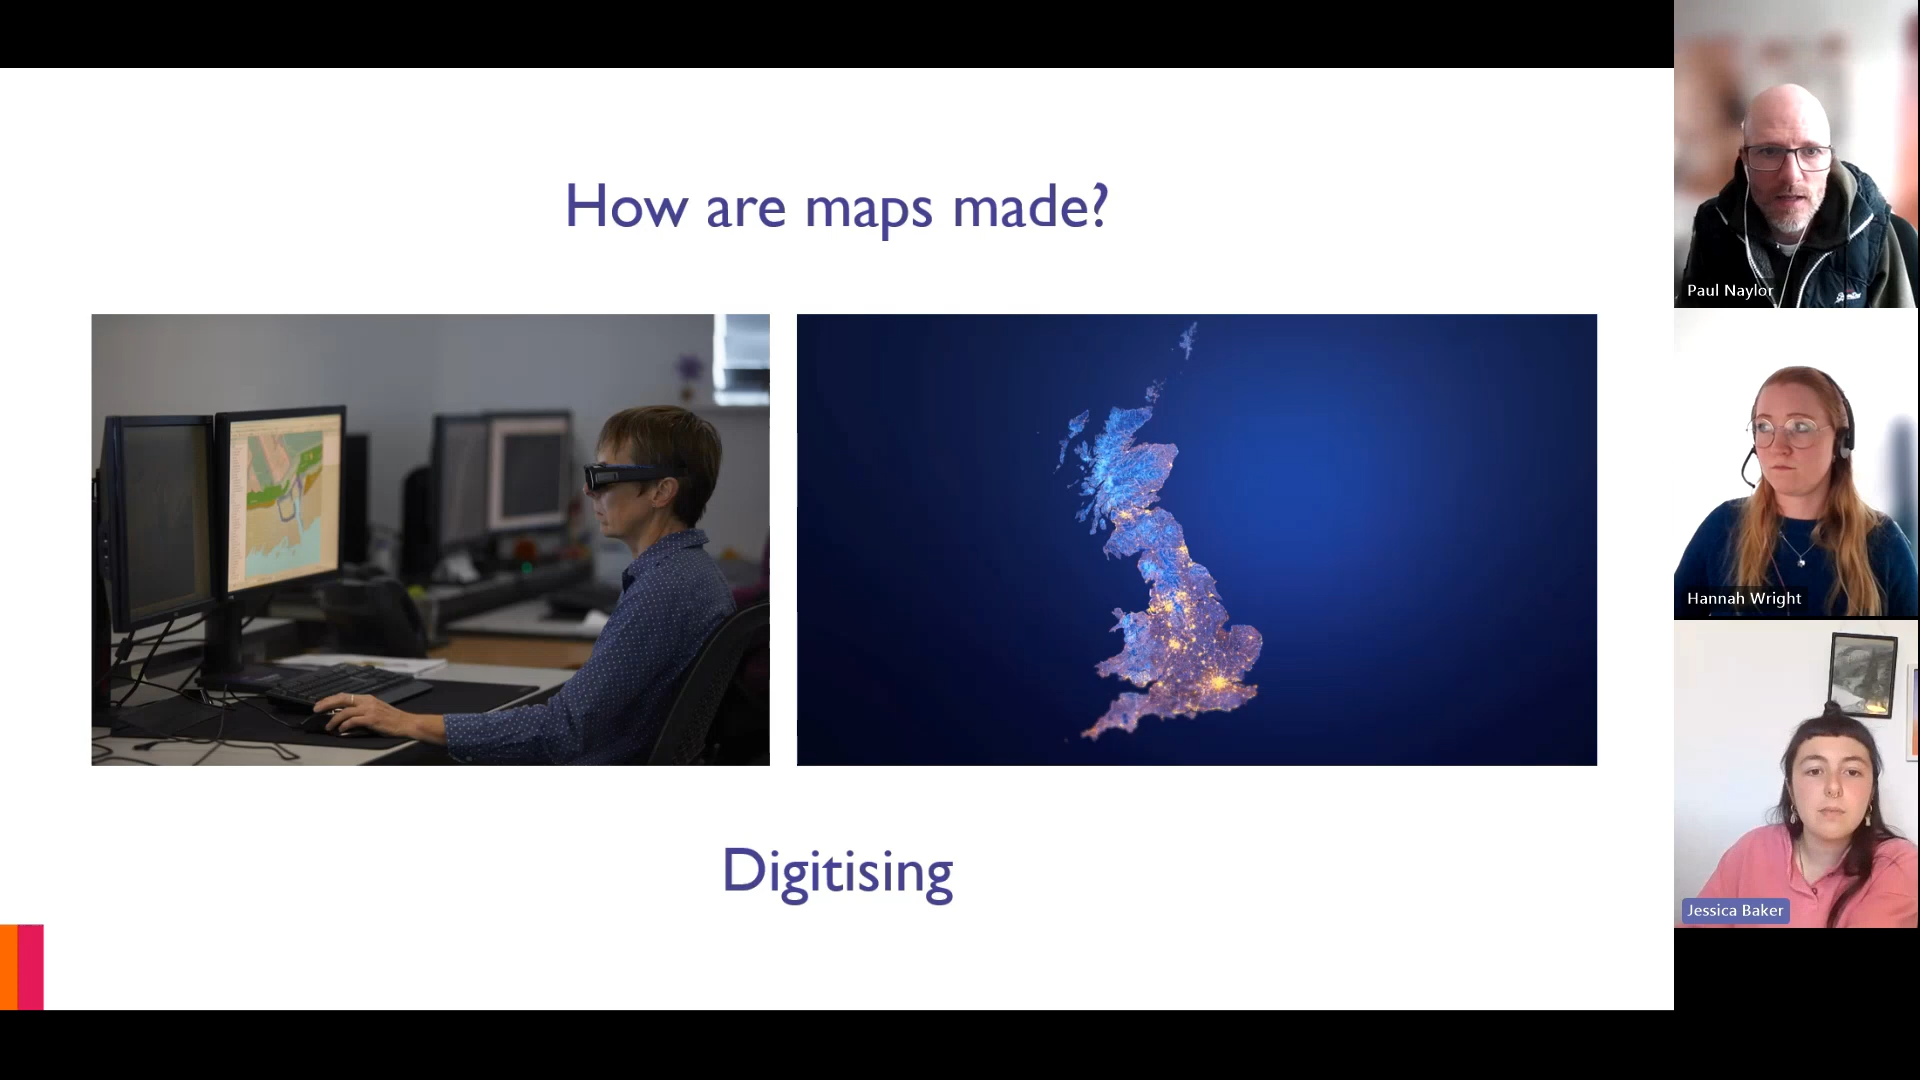 How are maps made?
Digitising
Paul Naylor
Hannah Wright
Jessica Baker